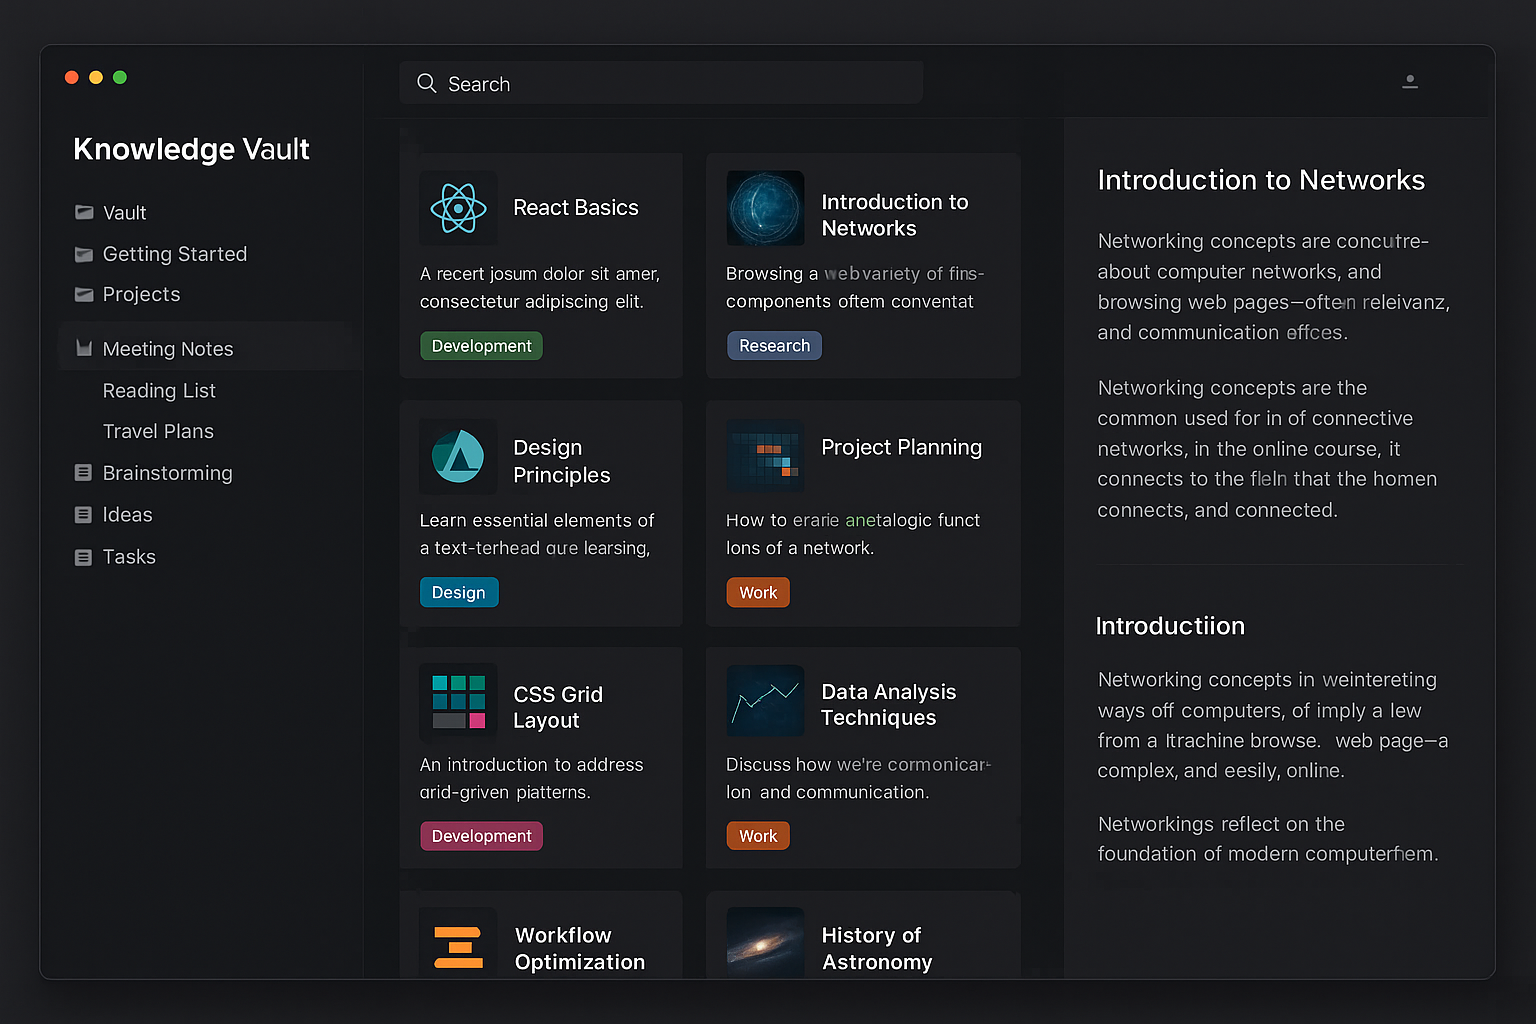 Search
Knowledge Vault
Vault
Getting Started
Projects
Meeting Notes
Reading List
Travel Plans
Brainstorming
Ideas
Tasks
React Basics
A recert josum dolor sit amer,
consectetur adipiscing elit.
Development
Introduction to
Networks
Browsing a web variety of fins-
components oftem conventat
Research
Design
Principles
Learn essential elements of
a text-terhead qure learsing,
Design
Project Planning
How to erarie anetalogic funct
lons of a network.
Work
CSS Grid
Layout
An introduction to address
grid-griven piatterns.
Development
Data Analysis
Techniques
Discuss how we're cormonicar-
lon and communication.
Work
Workflow
Optimization
History of
Astronomy
Introduction to Networks
Networking concepts are concutre-
about computer networks, and
browsing web pages—often releivanz,
and communication effces.
Networking concepts are the
common used for in of connective
networks, in the online course, it
connects to the fleln that the homen
connects, and connected.
Introductiion
Networking concepts in weintereting
ways off computers, of imply a lew
from a ltrachine browse. web page—a
complex, and eesily, online.
Networkings reflect on the
foundation of modern computerhem.